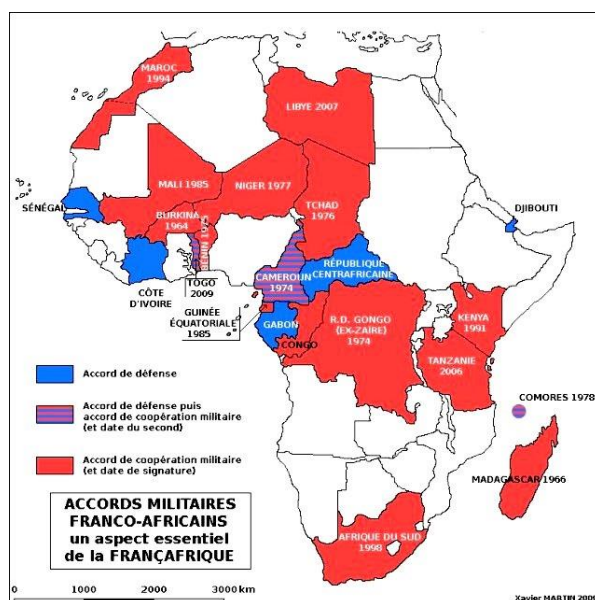 MAROC
1994
LIBYE 2007
MALI 1985
NIGER 1977
TCHAD
1976
SÉNÉGAL
BURKINA
1964
BÉNIN 1975
DJIBOUTI
RÉPUBLIQUE
CENTRAFRICAINE
CÔTE
D'IVOIRE
TOGO
2009
CAMEROUN
1974
GUINÉE
ÉQUATORIALE
1985
GABON
CONGO
R.D. GONGO
(EX-ZAIRE)
1974
KENYA
1991
TANZANIE
2006
COMORES 1978
MADAGASCAR 1966
AFRIQUE DU SUD
1998
Accord de défense
Accord de défense puis
accord de coopération militaire
(et date du second)
Accord de coopération militaire
(et date de signature)
ACCORDS MILITAIRES
FRANCO-AFRICAINS
un aspect essentiel
de la FRANÇAFRIQUE
0 1000 2000 3000 km
Xavier MARTIN 2009